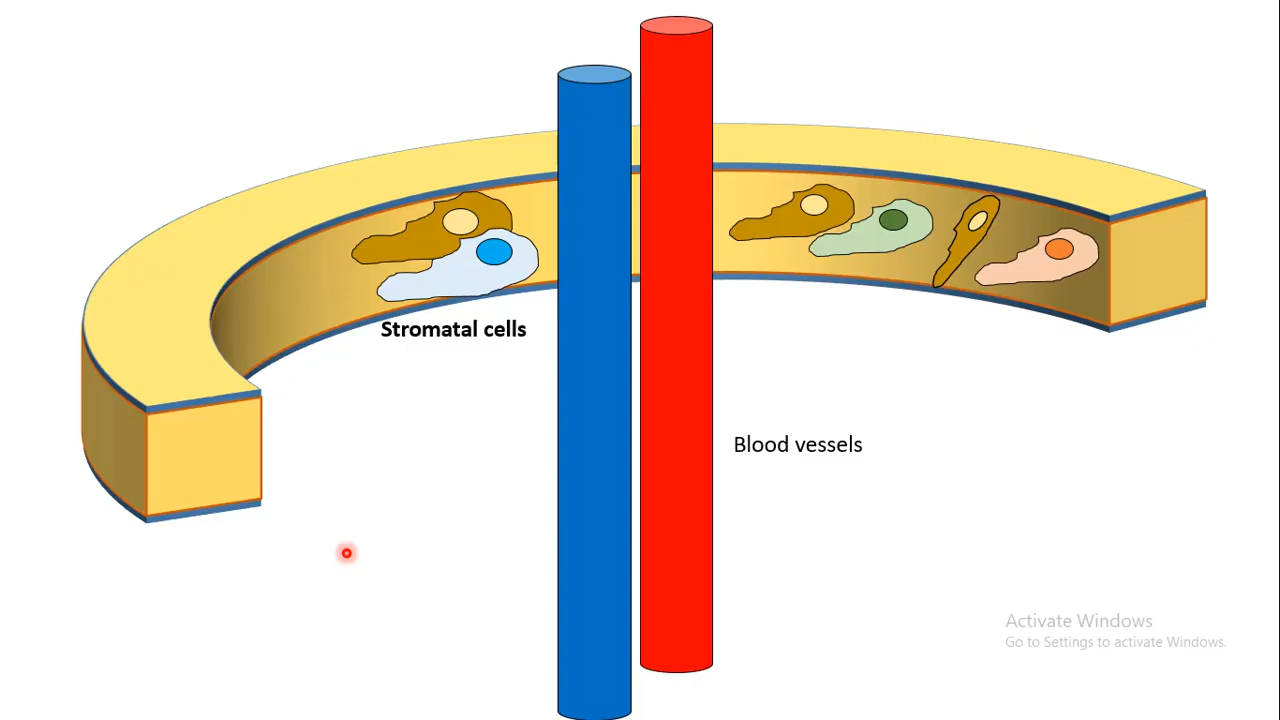 Stromatal cells
Blood vessels
Activate Windows
Go to Settings to activate Windows.